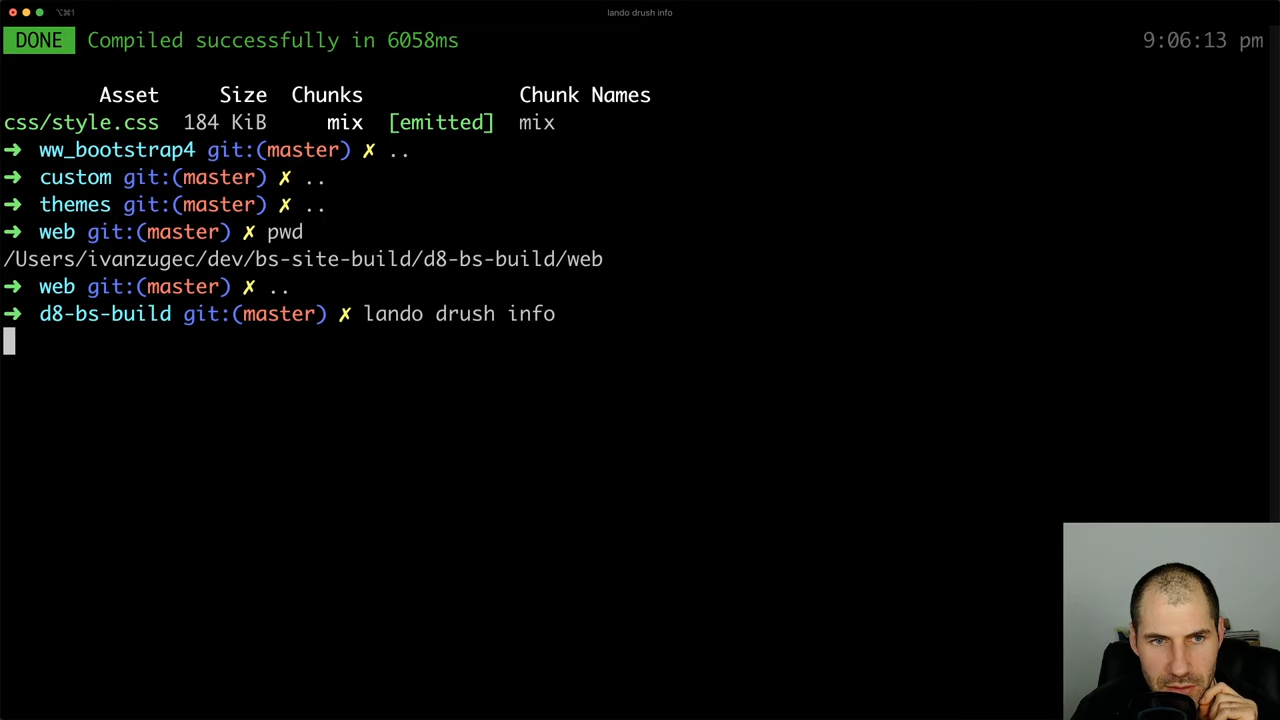 ⌥⌘1
lando drush info
DONE Compiled successfully in 6058ms 9:06:13 pm
Asset Size Chunks Chunk Names
css/style.css 184 KiB mix [emitted] mix
➜ ww_bootstrap4 git:(master) ✗ ..
➜ custom git:(master) ✗ ..
➜ themes git:(master) ✗ ..
➜ web git:(master) ✗ pwd
/Users/ivanzugec/dev/bs-site-build/d8-bs-build/web
➜ web git:(master) ✗ ..
➜ d8-bs-build git:(master) ✗ lando drush info